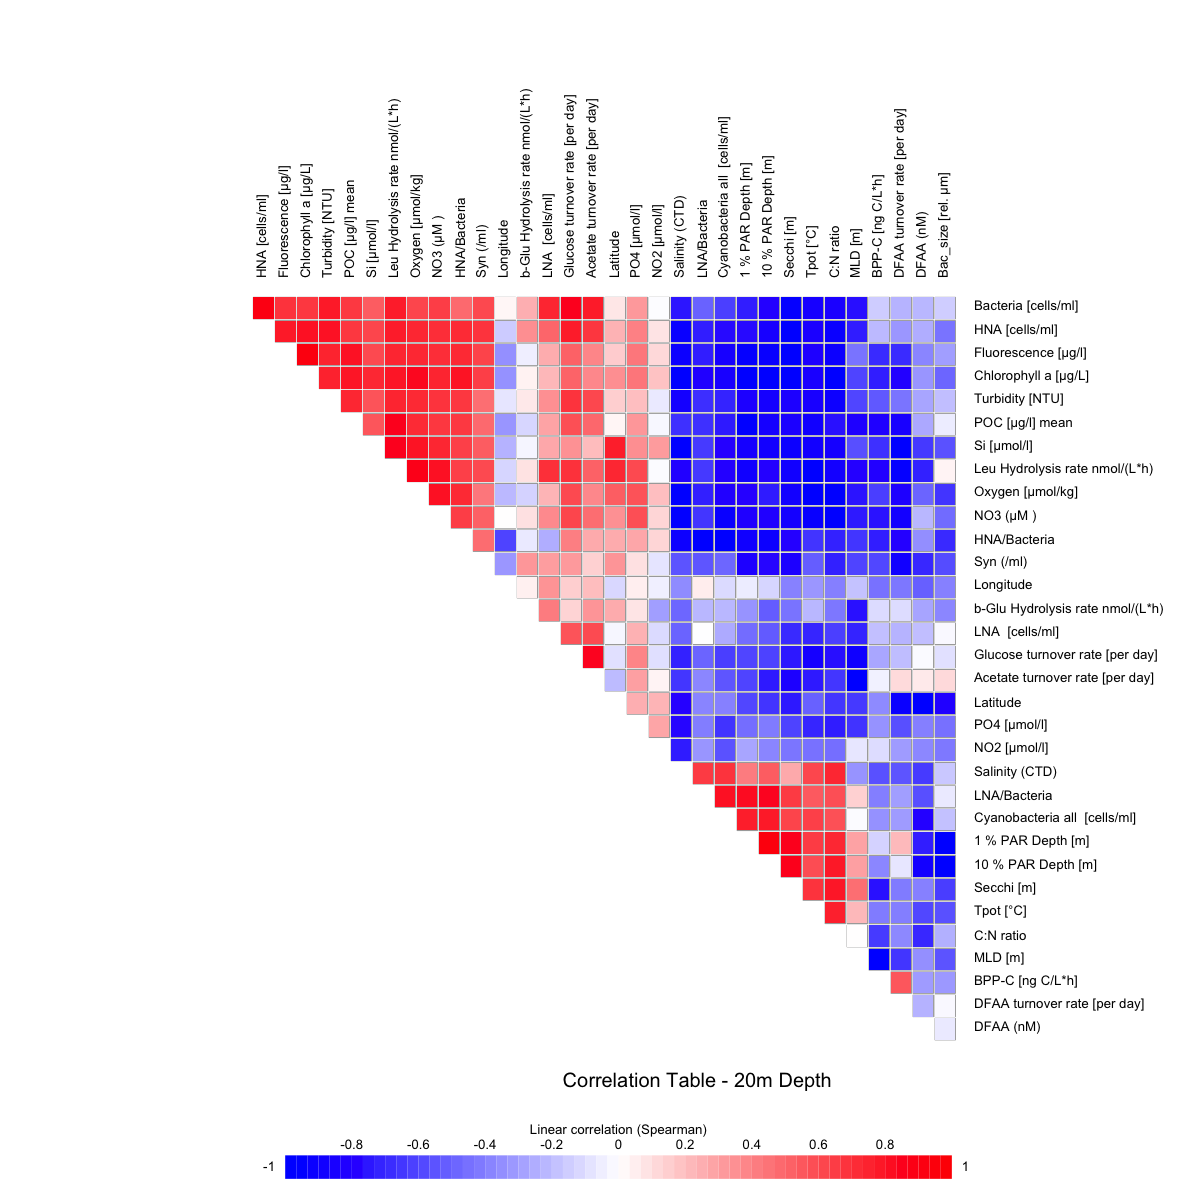 HNA [cells/ml]
Fluorescence [µg/l]
Chlorophyll a [µg/L]
Turbidity [NTU]
POC [µg/l] mean
Si [µmol/l]
Leu Hydrolysis rate nmol/(L*h)
Oxygen [µmol/kg]
NO3 (µM )
HNA/Bacteria
Syn (/ml)
Longitude
b-Glu Hydrolysis rate nmol/(L*h)
LNA  [cells/ml]
Glucose turnover rate [per day]
Acetate turnover rate [per day]
Latitude
PO4 [µmol/l]
NO2 [µmol/l]
Salinity (CTD)
LNA/Bacteria
Cyanobacteria all  [cells/ml]
1 % PAR Depth [m]
10 % PAR Depth [m]
Secchi [m]
Tpot [°C]
C:N ratio
MLD [m]
BPP-C [ng C/L*h]
DFAA turnover rate [per day]
DFAA (nM)
Bac_size [rel. µm]
Bacteria [cells/ml]
HNA [cells/ml]
Fluorescence [µg/l]
Chlorophyll a [µg/L]
Turbidity [NTU]
POC [µg/l] mean
Si [µmol/l]
Leu Hydrolysis rate nmol/(L*h)
Oxygen [µmol/kg]
NO3 (µM )
HNA/Bacteria
Syn (/ml)
Longitude
b-Glu Hydrolysis rate nmol/(L*h)
LNA  [cells/ml]
Glucose turnover rate [per day]
Acetate turnover rate [per day]
Latitude
PO4 [µmol/l]
NO2 [µmol/l]
Salinity (CTD)
LNA/Bacteria
Cyanobacteria all  [cells/ml]
1 % PAR Depth [m]
10 % PAR Depth [m]
Secchi [m]
Tpot [°C]
C:N ratio
MLD [m]
BPP-C [ng C/L*h]
DFAA turnover rate [per day]
DFAA (nM)
Correlation Table - 20m Depth
Linear correlation (Spearman)
-0.8 -0.6 -0.4 -0.2 0 0.2 0.4 0.6 0.8
-1 1